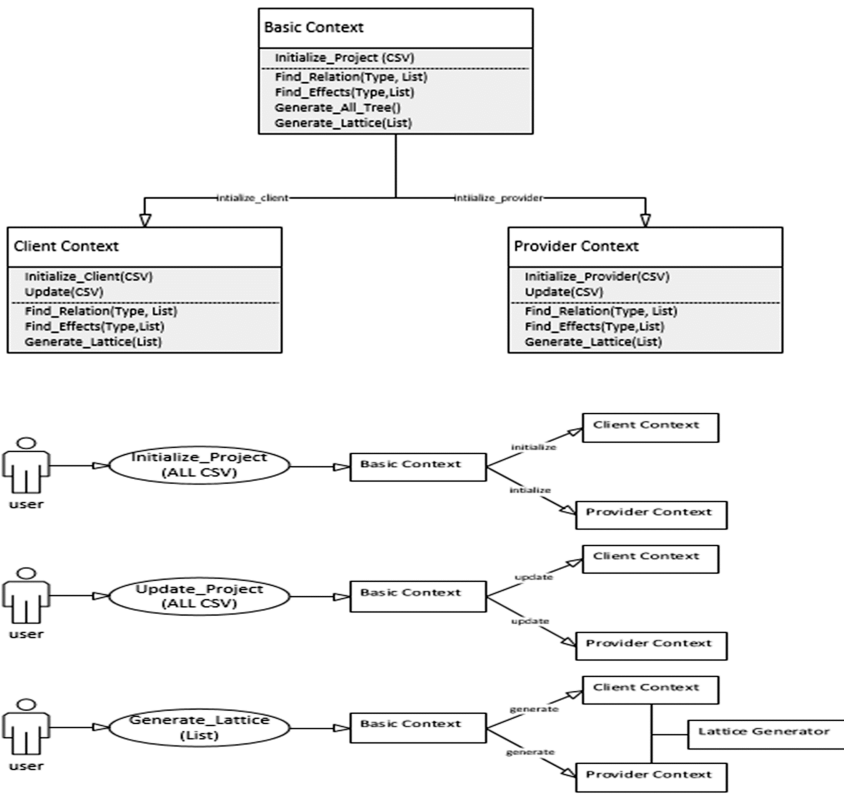 Basic Context
Initialize_Project (CSV)
Find_Relation(Type, List)
Find_Effects(Type,List)
Generate_All_Tree()
Generate_Lattice(List)
intialize_client
intiialize_provider
Client Context
Initialize_Client(CSV)
Update(CSV)
Find_Relation(Type, List)
Find_Effects(Type,List)
Generate_Lattice(List)
Provider Context
Initialize_Provider(CSV)
Update(CSV)
Find_Relation(Type, List)
Find_Effects(Type,List)
Generate_Lattice(List)
user
Initialize_Project
(ALL CSV)
Basic Context
initialize
Client Context
intialize
Provider Context
user
Update_Project
(ALL CSV)
Basic Context
update
Client Context
update
Provider Context
user
Generate_Lattice
(List)
Basic Context
generate
Client Context
generate
Provider Context
Lattice Generator